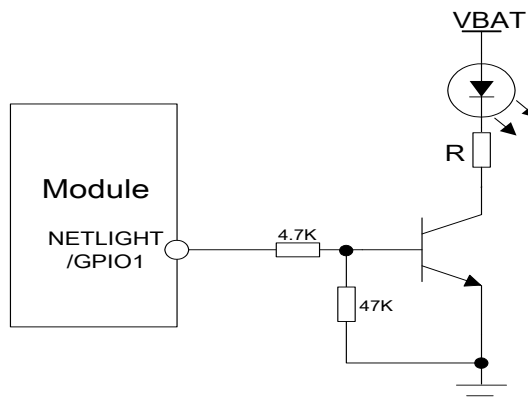 VBAT
R
Module
NETLIGHT
/GPIO1
4.7K
47K